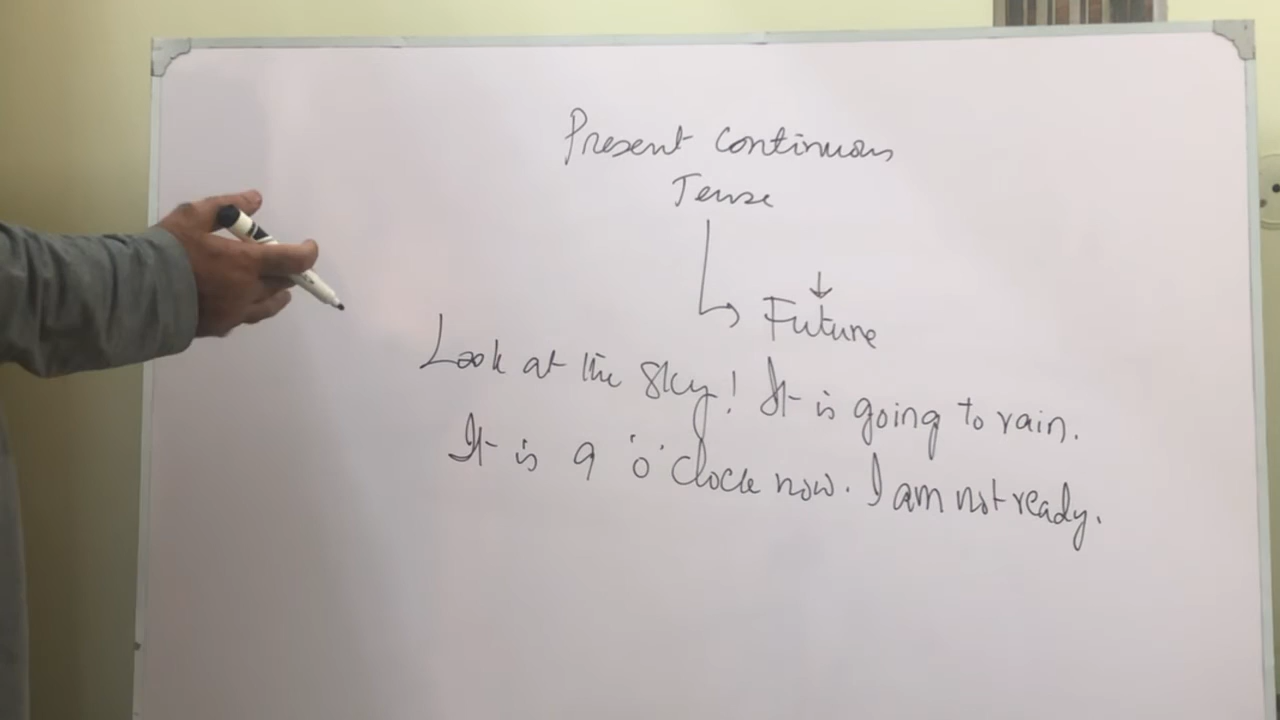 Present Continuous
Tense
Future
Look at the sky! It is going to rain.
It is 9 'o' clock now. I am not ready.